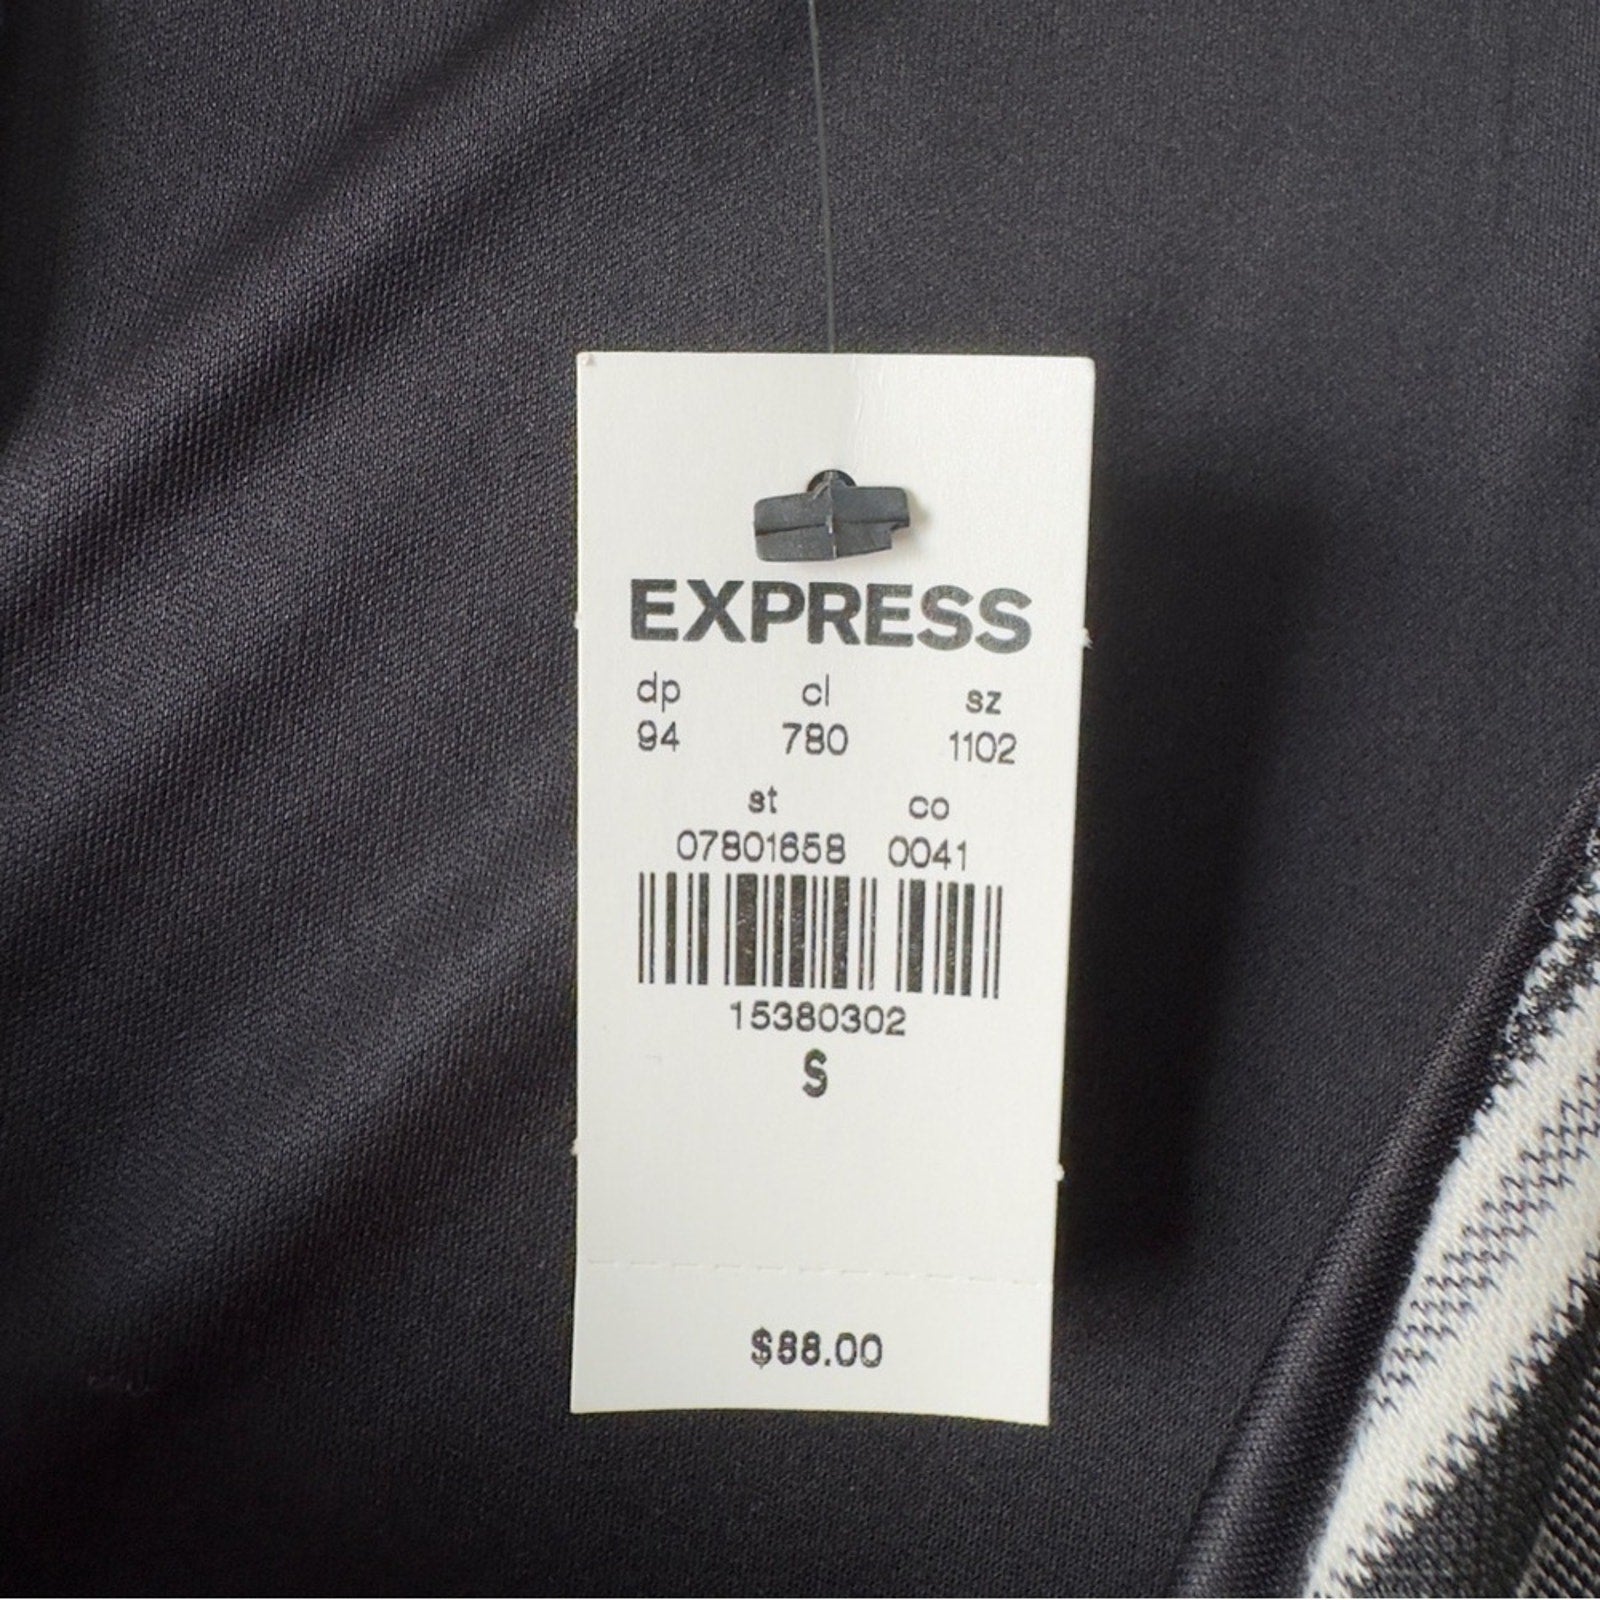 EXPRESS
dp cl sz
94 780 1102
st co
07801658 0041
15380302
S
$88.00